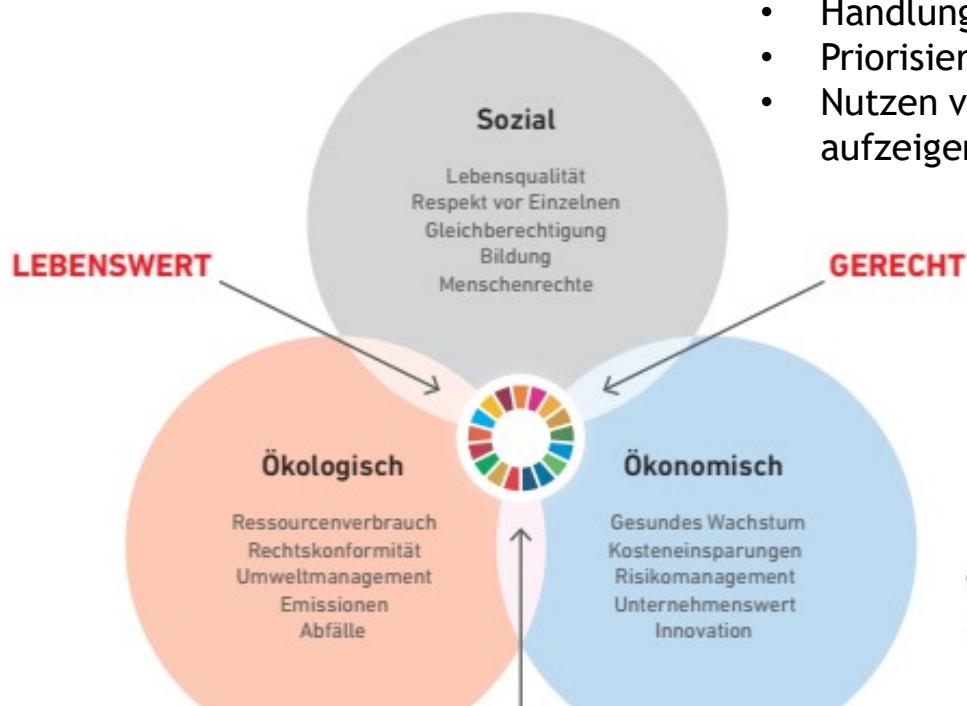 • Handlung
• Priorisier
• Nutzen v
aufzeigen
Sozial
Lebensqualität
Respekt vor Einzelnen
Gleichberechtigung
Bildung
Menschenrechte
LEBENSWERT
GERECHT
Ökologisch
Ressourcenverbrauch
Rechtskonformität
Umweltmanagement
Emissionen
Abfälle
Ökonomisch
Gesundes Wachstum
Kosteneinsparungen
Risikomanagement
Unternehmenswert
Innovation